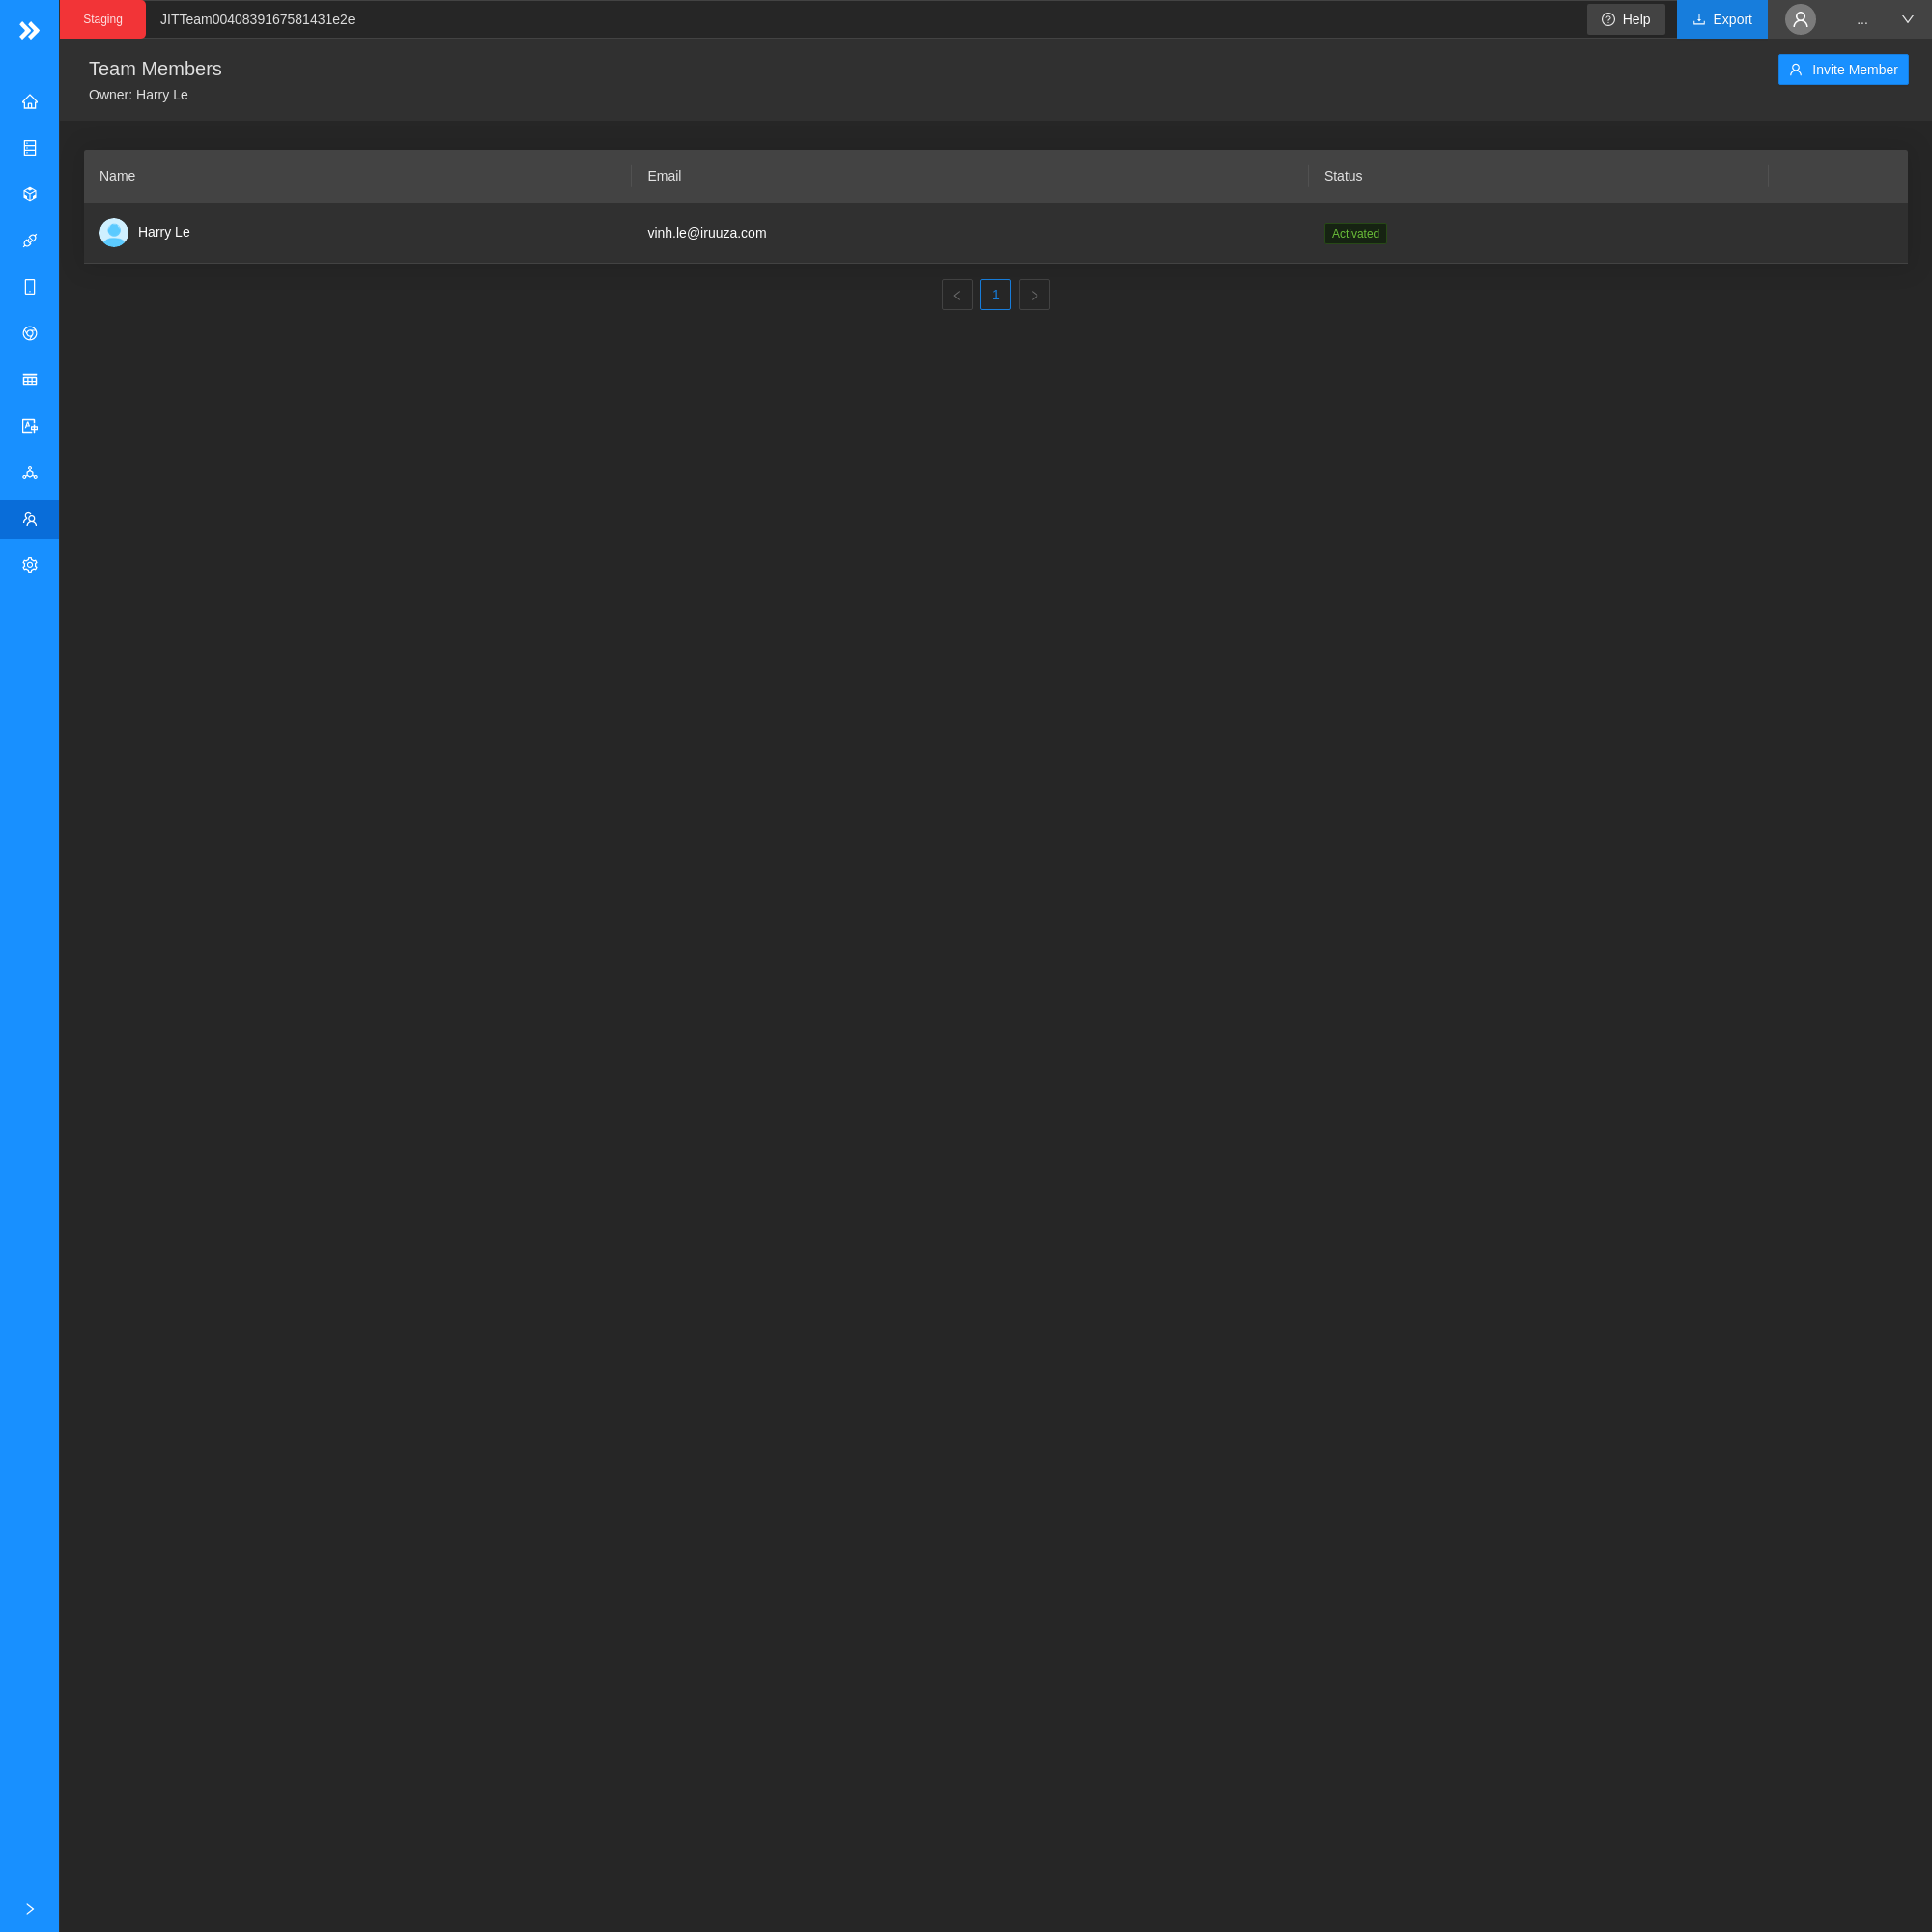 Staging
JITTeam0040839167581431e2e
Help
Export
...
Team Members
Owner: Harry Le
Invite Member
Name
Email
Status
Harry Le
vinh.le@iruuza.com
Activated
1